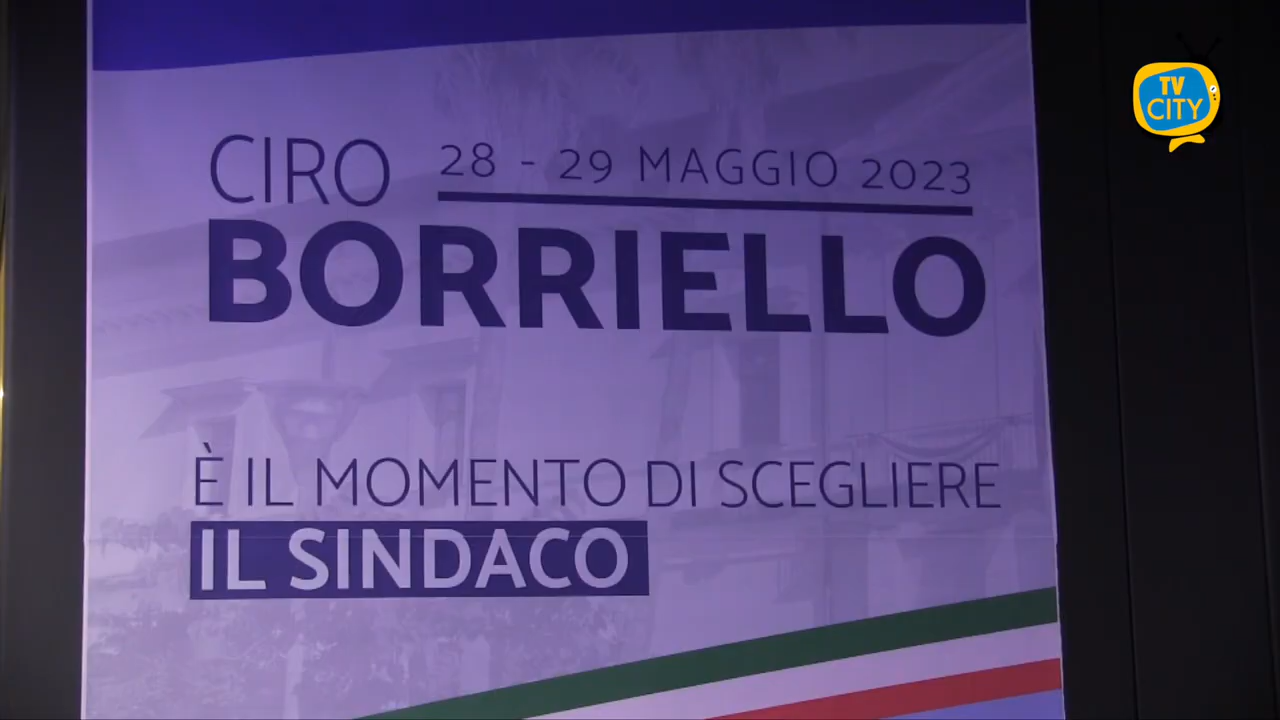 CIRO
28 - 29 MAGGIO 2023
BORRIELLO
È IL MOMENTO DI SCEGLIERE
IL SINDACO
TV
CITY